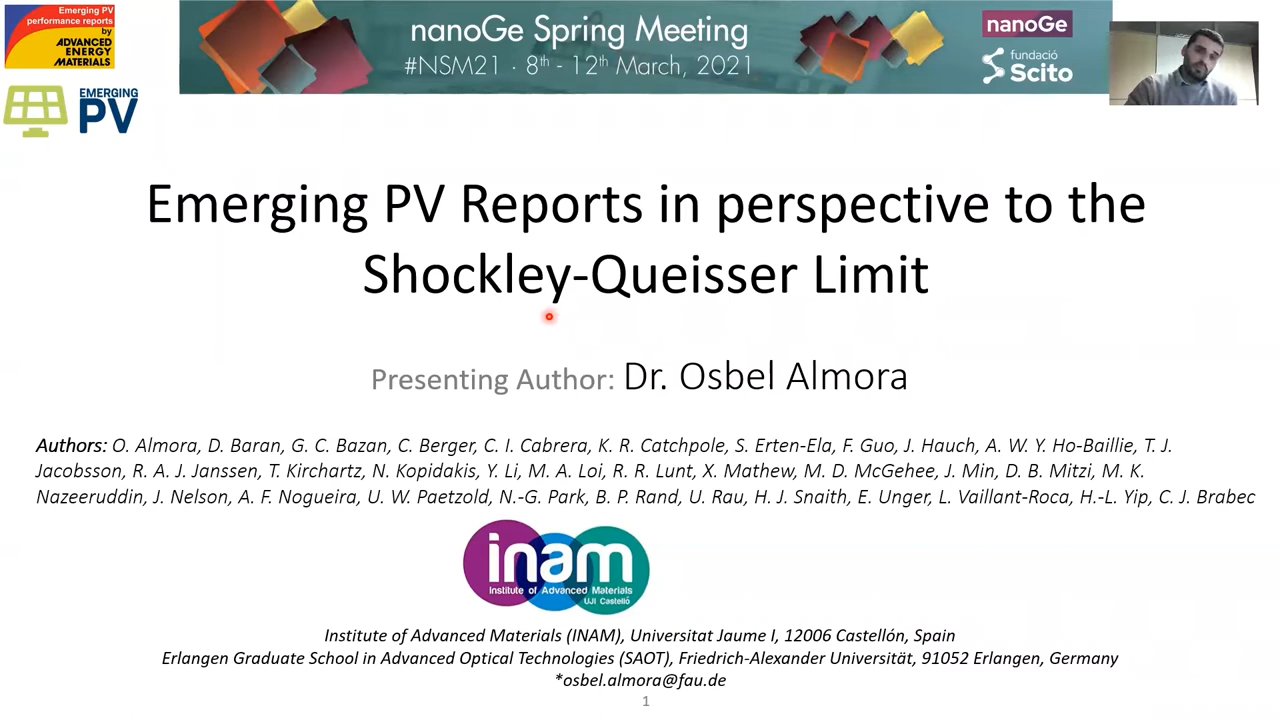 Emerging PV
performance reports
by
ADVANCED
ENERGY
MATERIALS
EMERGING
PV
nanoGe Spring Meeting
#NSM21 · 8th - 12th March, 2021
nanoGe
fundació
Scito
Emerging PV Reports in perspective to the
Shockley-Queisser Limit
Presenting Author: Dr. Osbel Almora
Authors: O. Almora, D. Baran, G. C. Bazan, C. Berger, C. I. Cabrera, K. R. Catchpole, S. Erten-Ela, F. Guo, J. Hauch, A. W. Y. Ho-Baillie, T. J.
Jacobsson, R. A. J. Janssen, T. Kirchartz, N. Kopidakis, Y. Li, M. A. Loi, R. R. Lunt, X. Mathew, M. D. McGehee, J. Min, D. B. Mitzi, M. K.
Nazeeruddin, J. Nelson, A. F. Nogueira, U. W. Paetzold, N.-G. Park, B. P. Rand, U. Rau, H. J. Snaith, E. Unger, L. Vaillant-Roca, H.-L. Yip, C. J. Brabec
inam
Institute of Advanced Materials
UJI Castelló
Institute of Advanced Materials (INAM), Universitat Jaume I, 12006 Castellón, Spain
Erlangen Graduate School in Advanced Optical Technologies (SAOT), Friedrich-Alexander Universität, 91052 Erlangen, Germany
*osbel.almora@fau.de
1